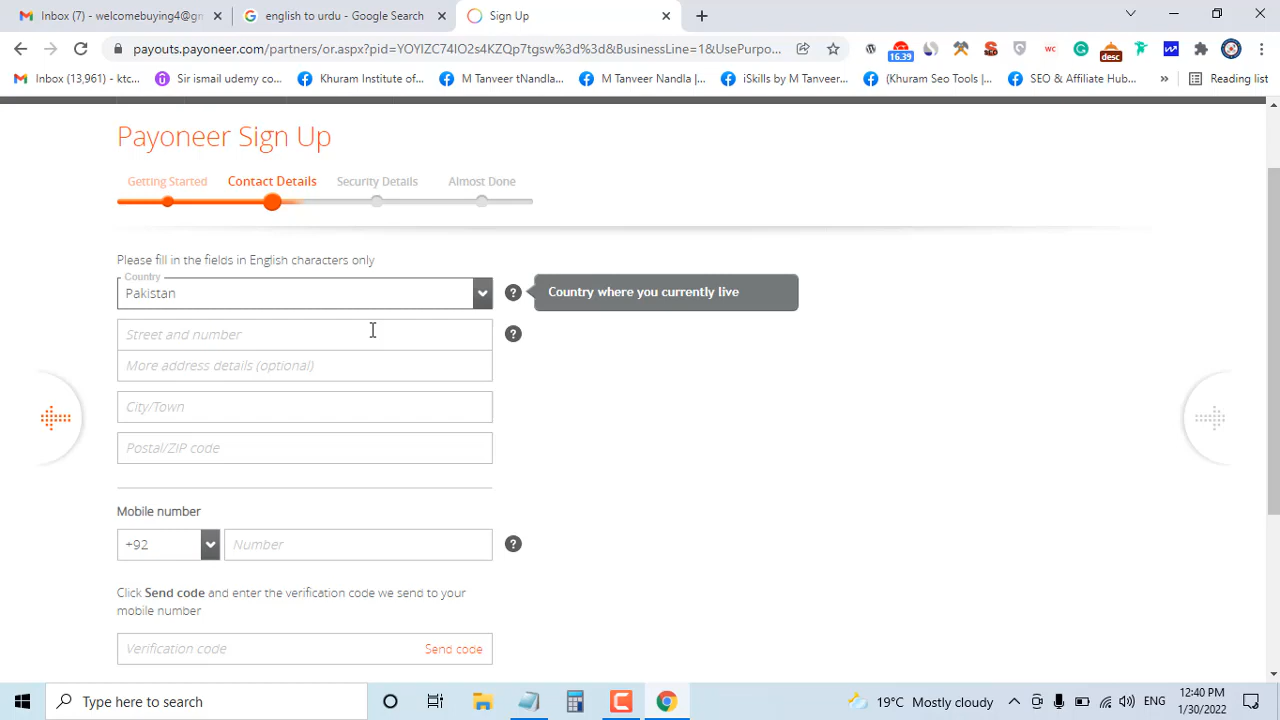 Inbox (7) - welcomebuying4@gm
english to urdu - Google Search
Sign Up
payouts.payoneer.com/partners/or.aspx?pid=YOYIZC74IO2s4KZQp7tgsw%3d%3d&BusinessLine=1&UsePurpo...
16.39
WC
desc
Inbox (13,961) - ktc...
Sir ismail udemy co...
Khuram Institute of...
M Tanveer tNandla...
M Tanveer Nandla |...
iSkills by M Tanveer...
(Khuram Seo Tools |...
SEO & Affiliate Hub...
»
Reading list
Payoneer Sign Up
Getting Started
Contact Details
Security Details
Almost Done
Please fill in the fields in English characters only
Country
Pakistan
?
Country where you currently live
Street and number
?
More address details (optional)
City/Town
Postal/ZIP code
Mobile number
+92
Number
?
Click Send code and enter the verification code we send to your
mobile number
Verification code
Send code
Type here to search
19°C Mostly cloudy
ENG
12:40 PM
1/30/2022